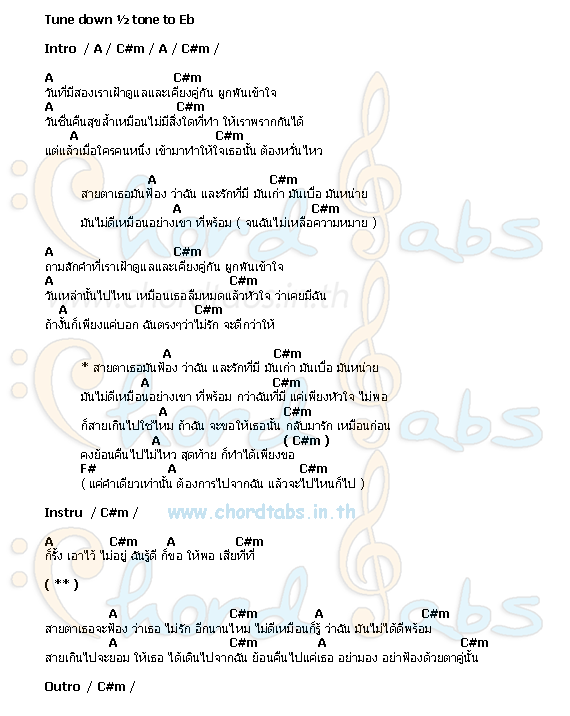 Tune down ½ tone to Eb
Intro / A / C#m / A / C#m /
A C#m
วันที่มีสองเราเฝ้าดูแลและเคียงคู่กัน ผูกพันเข้าใจ
A C#m
วันชื่นคืนสุขล้ำเหมือนไม่มีสิ่งใดที่ทำ ให้เราพรากกันได้
A C#m
แต่แล้วเมื่อใครคนหนึ่ง เข้ามาทำให้ใจเธอนั้น ต้องหวั่นไหว
A C#m
สายตาเธอมันฟ้อง ว่าฉัน และรักที่มี มันเก่า มันเบื่อ มันหน่าย
A C#m
มันไม่ดีเหมือนอย่างเขา ที่พร้อม ( จนฉันไม่เหลือความหมาย )
A C#m
ถามสักคำที่เราเฝ้าดูแลและเคียงคู่กัน ผูกพันเข้าใจ
A C#m
วันเหล่านั้นไปไหน เหมือนเธอลืมหมดแล้วหัวใจ ว่าเคยมีฉัน
A C#m
ถ้างั้นก็เพียงแค่บอก ฉันตรงๆว่าไม่รัก จะดีกว่าให้
A C#m
* สายตาเธอมันฟ้อง ว่าฉัน และรักที่มี มันเก่า มันเบื่อ มันหน่าย
A C#m
มันไม่ดีเหมือนอย่างเขา ที่พร้อม กว่าฉันที่มี แค่เพียงหัวใจ ไม่พอ
A C#m
ก็สายเกินไปใช่ไหม ถ้าฉัน จะขอให้เธอนั้น กลับมารัก เหมือนก่อน
A ( C#m )
คงย้อนคืนไปไม่ไหว สุดท้าย ก็ทำได้เพียงขอ
F# A C#m
( แค่คำเดียวเท่านั้น ต้องการไปจากฉัน แล้วจะไปไหนก็ไป )
Instru / C#m / www.chordtabs.in.th
A C#m A C#m
ก็รั้ง เอาไว้ ไม่อยู่ ฉันรู้ดี ก็ขอ ให้พอ เสียทีที่
( ** )
A C#m A C#m
สายตาเธอจะฟ้อง ว่าเธอ ไม่รัก อีกนานไหม ไม่ดีเหมือนก็รู้ ว่าฉัน มันไม่ได้ดีพร้อม
A C#m A C#m
สายเกินไปจะยอม ให้เธอ ได้เดินไปจากฉัน ย้อนคืนไปแค่เธอ อย่ามอง อย่าฟ้องด้วยตาคู่นั้น
Outro / C#m /